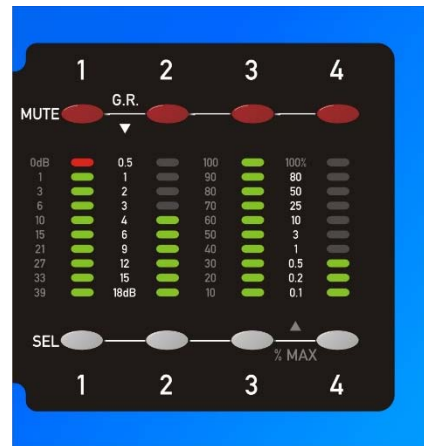 1 2 3 4
G.R.
MUTE
▼
0dB 0.5 100 100%
1 1 90 80
3 2 80 50
6 3 70 25
10 4 60 10
15 6 50 3
21 9 40 1
27 12 30 0.5
33 15 20 0.2
39 18dB 10 0.1
▲
SEL
% MAX
1 2 3 4